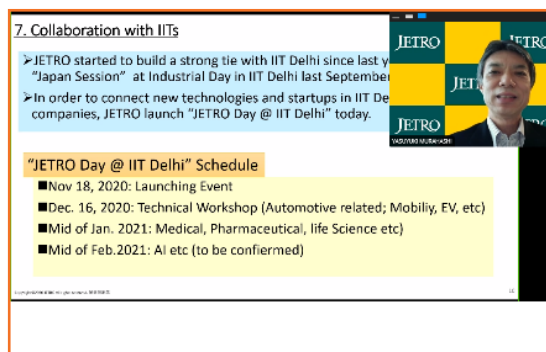 7. Collaboration with IITs
➢JETRO started to build a strong tie with IIT Delhi since last y
"Japan Session" at Industrial Day in IIT Delhi last September
➢In order to connect new technologies and startups in IIT De
companies, JETRO launch "JETRO Day @ IIT Delhi" today.
"JETRO Day @ IIT Delhi" Schedule
■Nov 18, 2020: Launching Event
■Dec. 16, 2020: Technical Workshop (Automotive related; Mobiliy, EV, etc)
■Mid of Jan. 2021: Medical, Pharmaceutical, life Science etc)
■Mid of Feb.2021: AI etc (to be confiermed)
JETRO
JETRO
JET
JETRO
YASUYUKI MURAHASHI